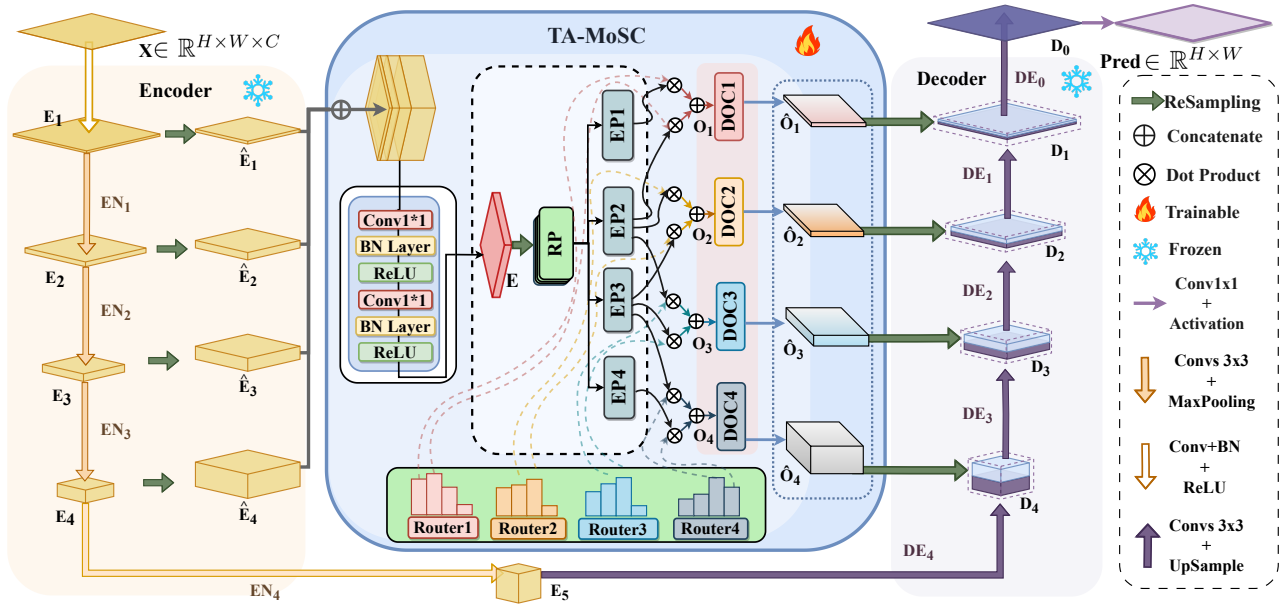 X∈ ℝ^{H×W×C}
Encoder
E₁
Ê₁
EN₁
E₂
Ê₂
EN₂
E₃
Ê₃
EN₃
E₄
Ê₄
EN₄
E₅
TA-MoSC
Conv1*1
BN Layer
ReLU
Conv1*1
BN Layer
ReLU
E
RP
EP1
EP2
EP3
EP4
O₁
O₂
O₃
O₄
DOC1
DOC2
DOC3
DOC4
Ô₁
Ô₂
Ô₃
Ô₄
Router1
Router2
Router3
Router4
Decoder
D₀
DE₀
D₁
DE₁
D₂
DE₂
D₃
DE₃
D₄
DE₄
Pred∈ ℝ^{H×W}
ReSampling
Concatenate
Dot Product
Trainable
Frozen
Conv1x1
+
Activation
Convs 3x3
+
MaxPooling
Conv+BN
+
ReLU
Convs 3x3
+
UpSample